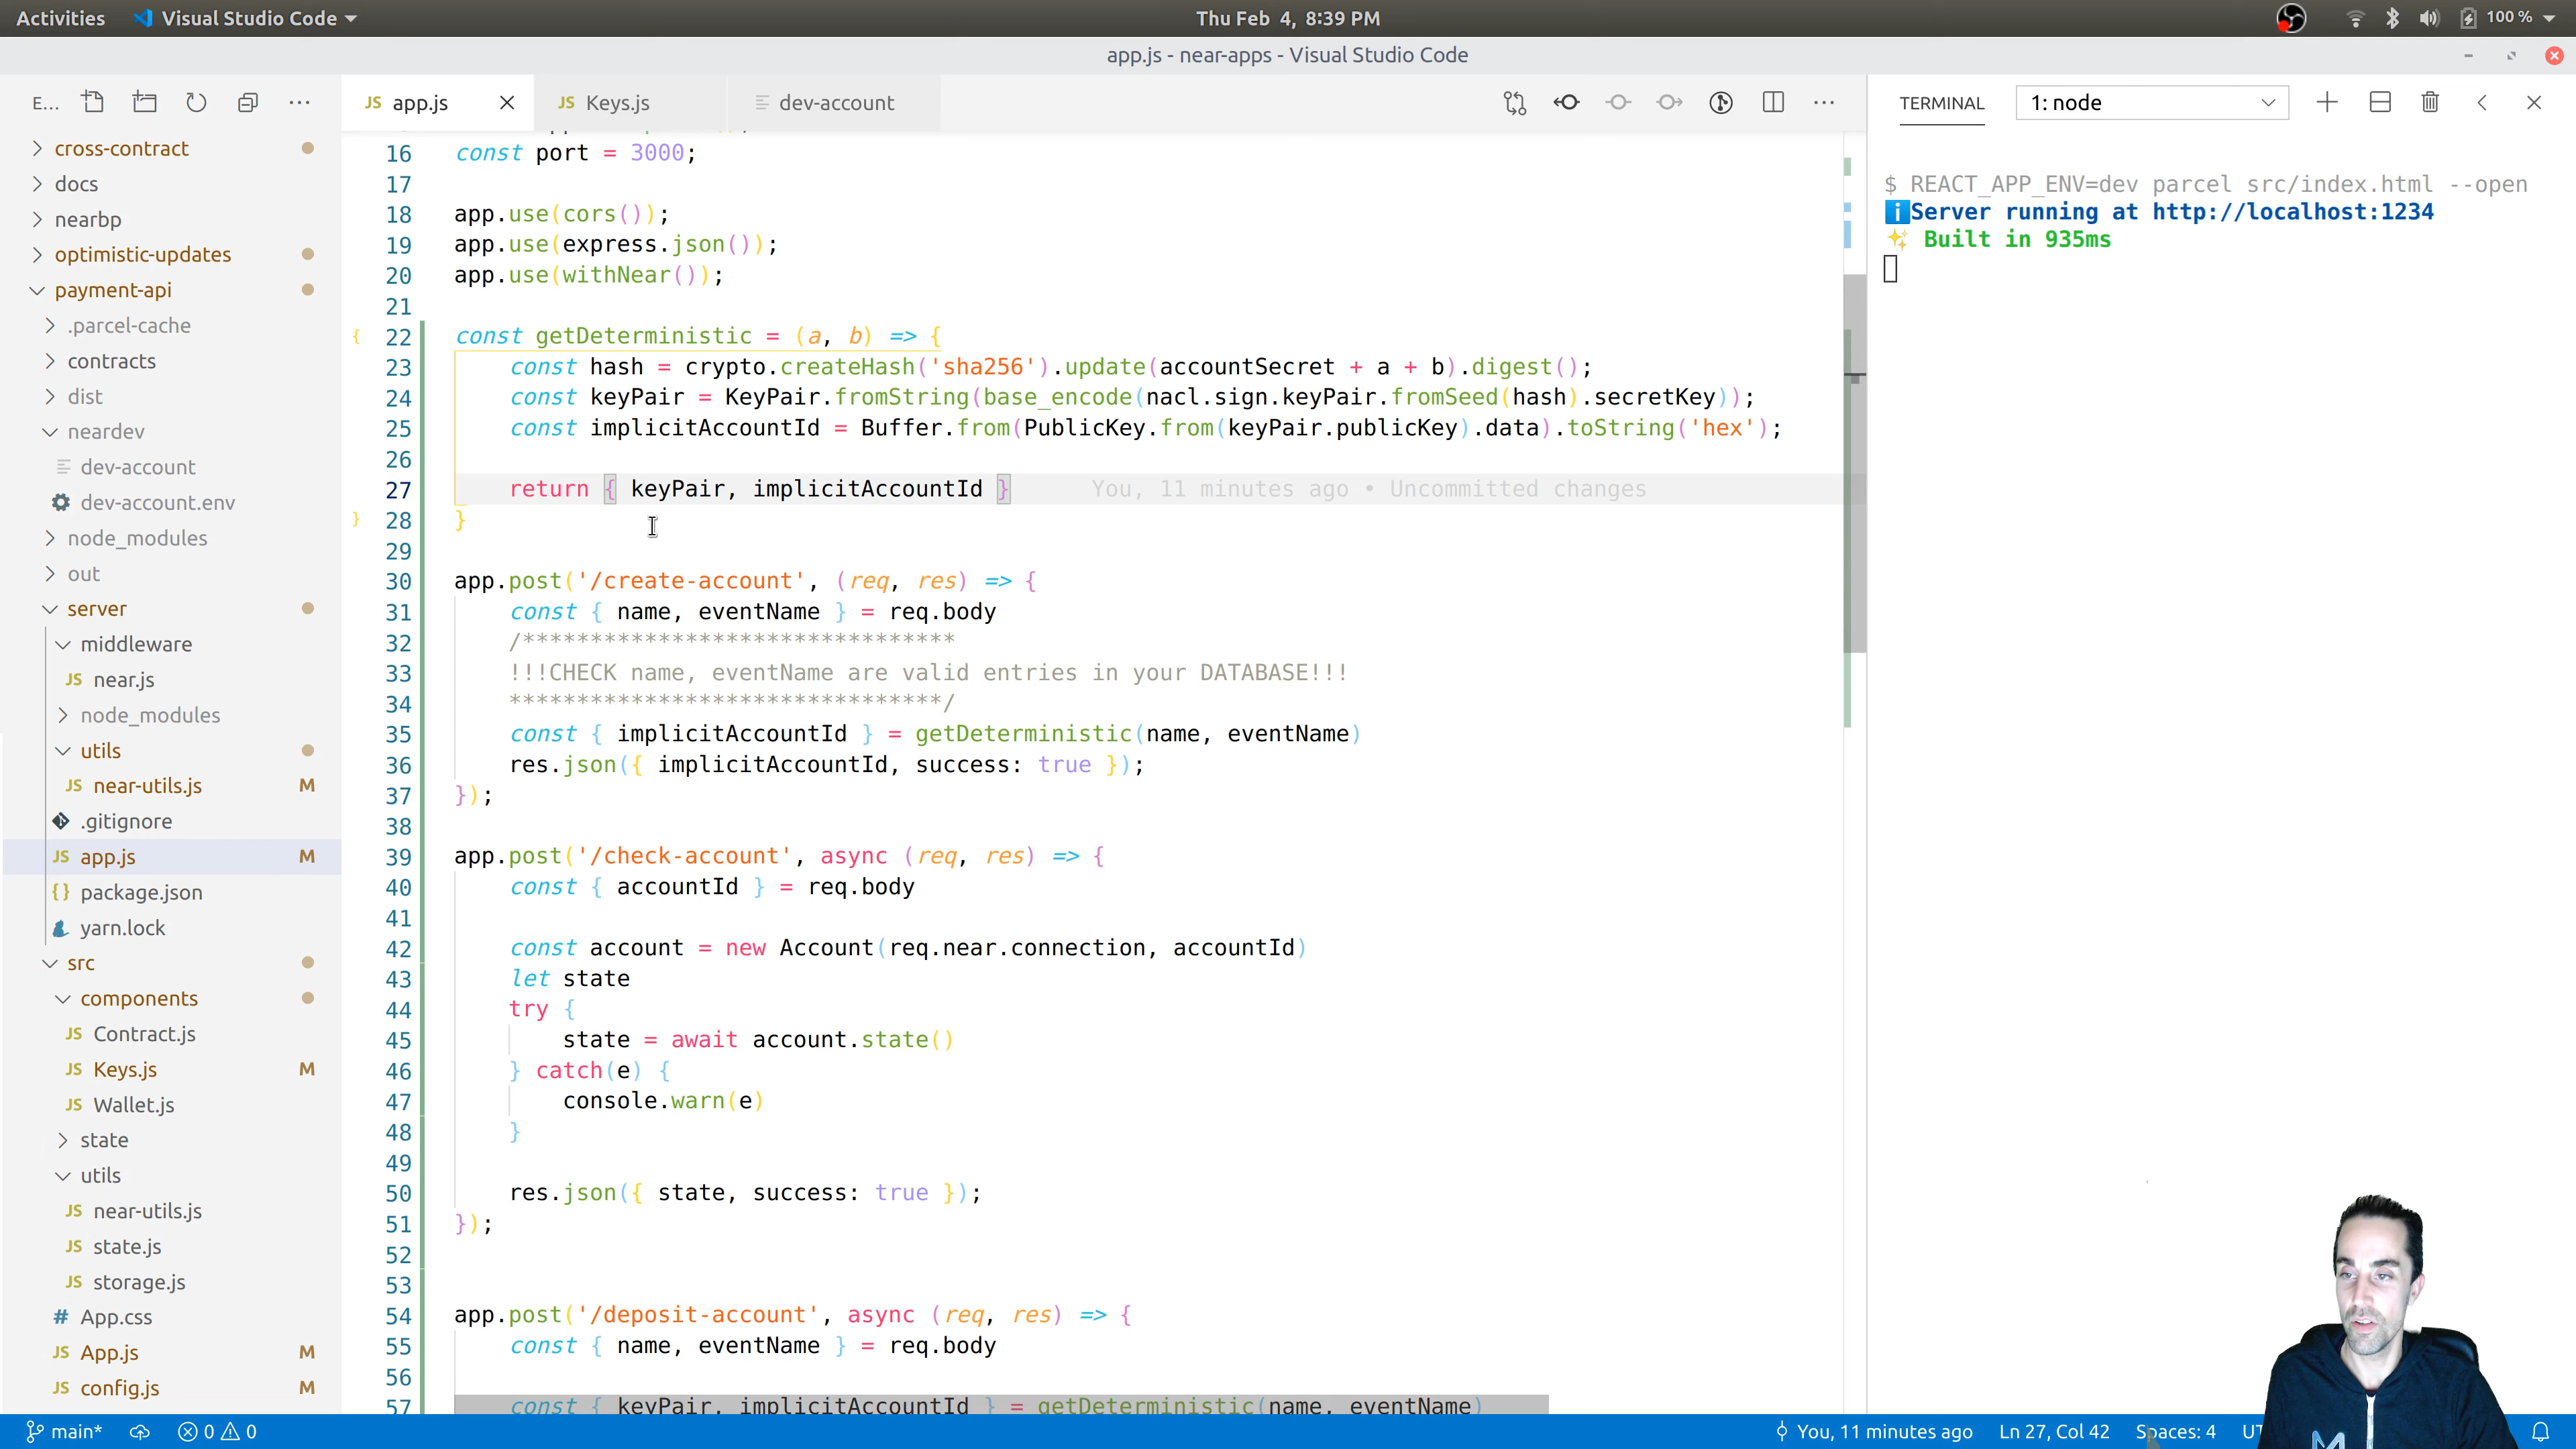 Activities Visual Studio Code Thu Feb 4, 8:39 PM 100 %
app.js - near-apps - Visual Studio Code
E...
JS app.js
JS Keys.js
dev-account
TERMINAL
1: node
cross-contract
docs
nearbp
optimistic-updates
payment-api
.parcel-cache
contracts
dist
neardev
dev-account
dev-account.env
node_modules
out
server
middleware
JS near.js
node_modules
utils
JS near-utils.js M
.gitignore
JS app.js M
{} package.json
yarn.lock
src
components
JS Contract.js
JS Keys.js M
JS Wallet.js
state
utils
JS near-utils.js
JS state.js
JS storage.js
# App.css
JS App.js M
JS config.js M
16 const port = 3000;
17
18 app.use(cors());
19 app.use(express.json());
20 app.use(withNear());
21
{ 22 const getDeterministic = (a, b) => {
23 const hash = crypto.createHash('sha256').update(accountSecret + a + b).digest();
24 const keyPair = KeyPair.fromString(base_encode(nacl.sign.keyPair.fromSeed(hash).secretKey));
25 const implicitAccountId = Buffer.from(PublicKey.from(keyPair.publicKey).data).toString('hex');
26
27 return { keyPair, implicitAccountId } You, 11 minutes ago • Uncommitted changes
} 28 }
29
30 app.post('/create-account', (req, res) => {
31 const { name, eventName } = req.body
32 /********************************
33 !!!CHECK name, eventName are valid entries in your DATABASE!!!
34 ********************************/
35 const { implicitAccountId } = getDeterministic(name, eventName)
36 res.json({ implicitAccountId, success: true });
37 });
38
39 app.post('/check-account', async (req, res) => {
40 const { accountId } = req.body
41
42 const account = new Account(req.near.connection, accountId)
43 let state
44 try {
45 state = await account.state()
46 } catch(e) {
47 console.warn(e)
48 }
49
50 res.json({ state, success: true });
51 });
52
53
54 app.post('/deposit-account', async (req, res) => {
55 const { name, eventName } = req.body
56
57 const { keyPair, implicitAccountId } = getDeterministic(name, eventName)
$ REACT_APP_ENV=dev parcel src/index.html --open
ℹServer running at http://localhost:1234
✨ Built in 935ms
main* 0 0 You, 11 minutes ago Ln 27, Col 42 Spaces: 4